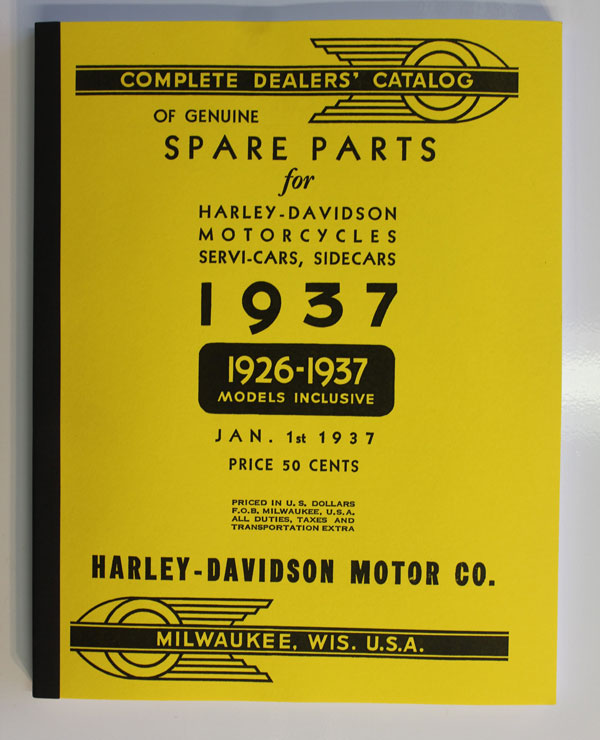 COMPLETE DEALERS' CATALOG
OF GENUINE
SPARE PARTS
for
HARLEY-DAVIDSON
MOTORCYCLES
SERVI-CARS, SIDECARS
1937
1926-1937
MODELS INCLUSIVE
JAN. 1st 1937
PRICE 50 CENTS
PRICED IN U. S. DOLLARS
F.O.B. MILWAUKEE, U.S.A.
ALL DUTIES, TAXES AND
TRANSPORTATION EXTRA
HARLEY-DAVIDSON MOTOR CO.
MILWAUKEE, WIS. U.S.A.